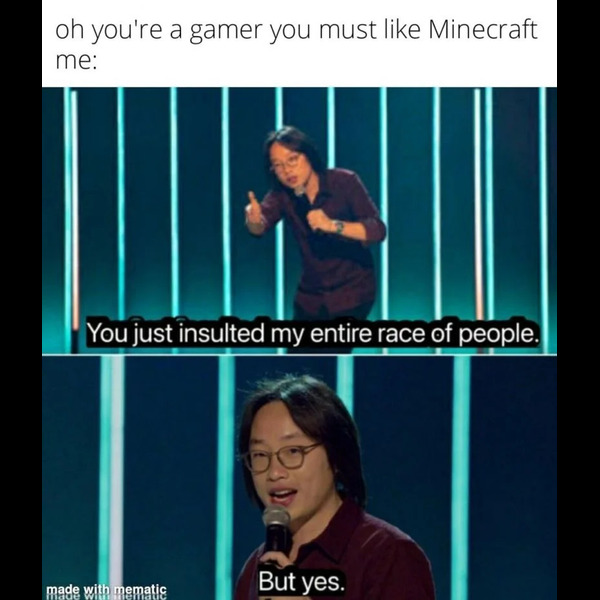 oh you're a gamer you must like Minecraft
me:
You just insulted my entire race of people.
But yes.
made with mematic